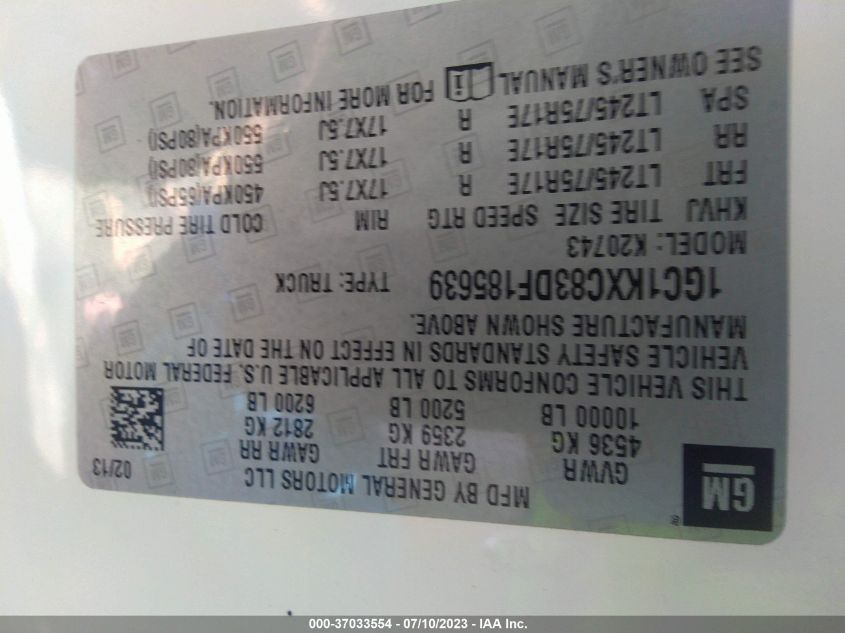 MFD BY GENERAL MOTORS LLC 02/13
GM
GVWR GAWR FRT GAWR RR
4536 KG 2359 KG 2812 KG
10000 LB 5200 LB 6200 LB
THIS VEHICLE CONFORMS TO ALL APPLICABLE U.S. FEDERAL MOTOR
VEHICLE SAFETY STANDARDS IN EFFECT ON THE DATE OF
MANUFACTURE SHOWN ABOVE.
1GC1KXC83DF185639 TYPE: TRUCK
MODEL: K20743
KHVJ TIRE SIZE SPEED RTG RIM COLD TIRE PRESSURE
FRT LT245/75R17E R 17X7.5J 450KPA(65PSI)
RR LT245/75R17E R 17X7.5J 550KPA(80PSI)
SPA LT245/75R17E R 17X7.5J 550KPA(80PSI)
SEE OWNER'S MANUAL FOR MORE INFORMATION.
000-37033554 - 07/10/2023 - IAA Inc.